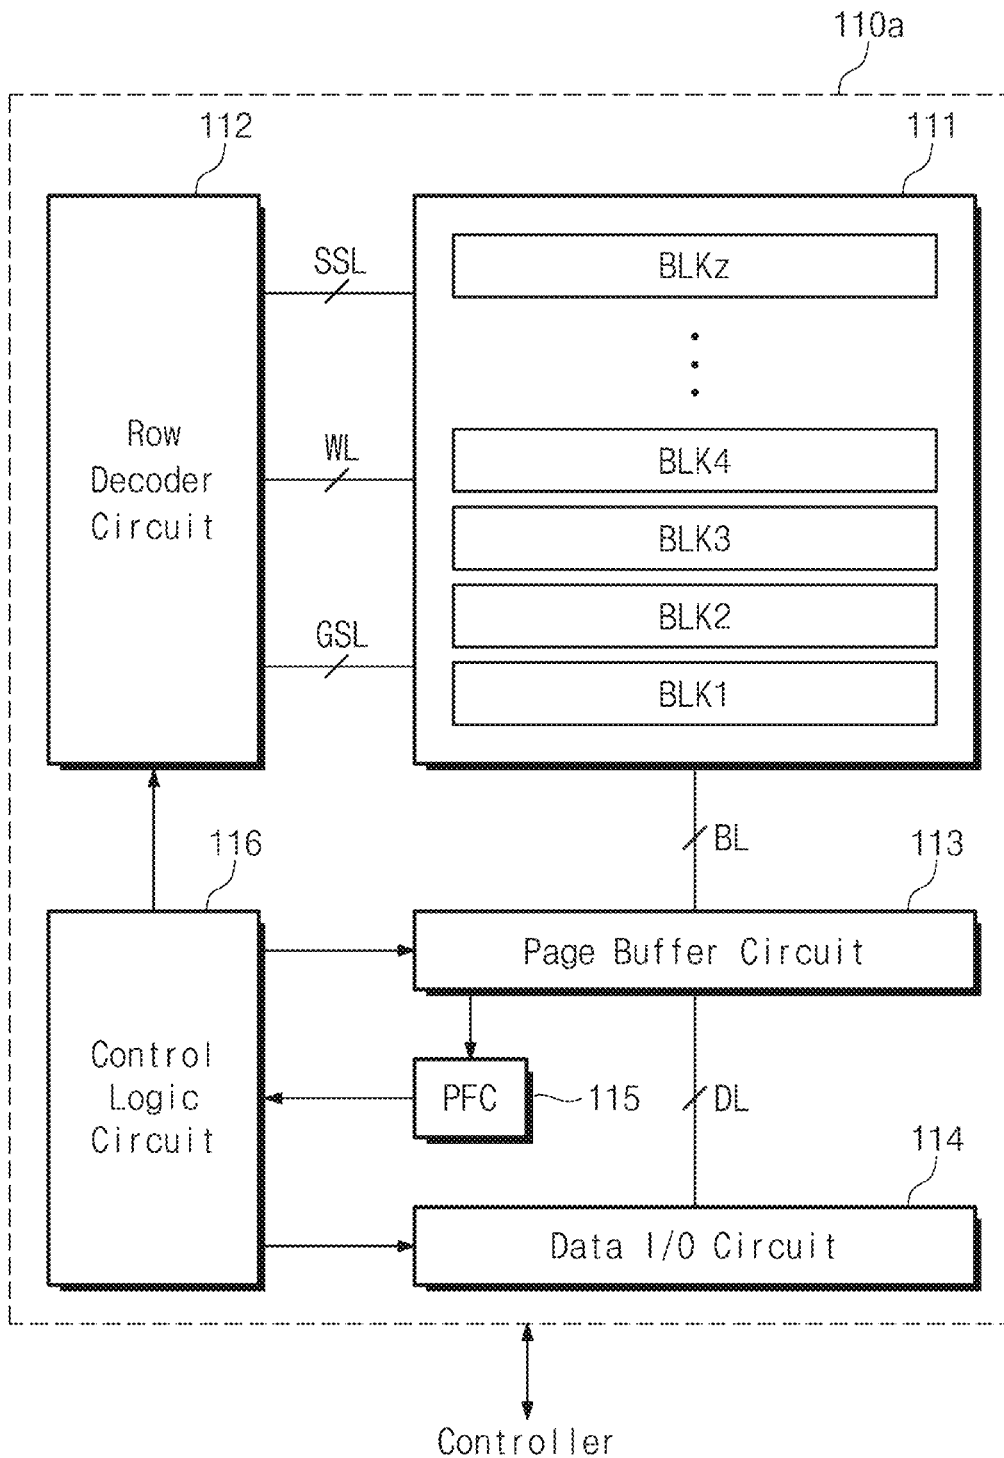 110a
112
111
SSL
BLKz
Row
Decoder
Circuit
WL
BLK4
BLK3
GSL
BLK2
BLK1
116
BL
113
Page Buffer Circuit
Control
Logic
Circuit
PFC
115
DL
114
Data I/O Circuit
Controller